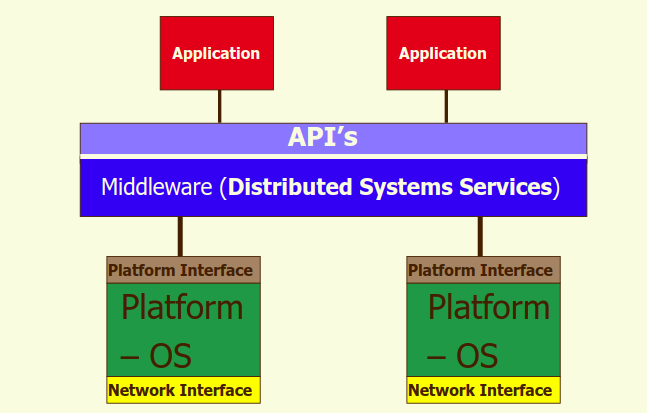 Application
Application
API's
Middleware (Distributed Systems Services)
Platform Interface
Platform
– OS
Network Interface
Platform Interface
Platform
– OS
Network Interface